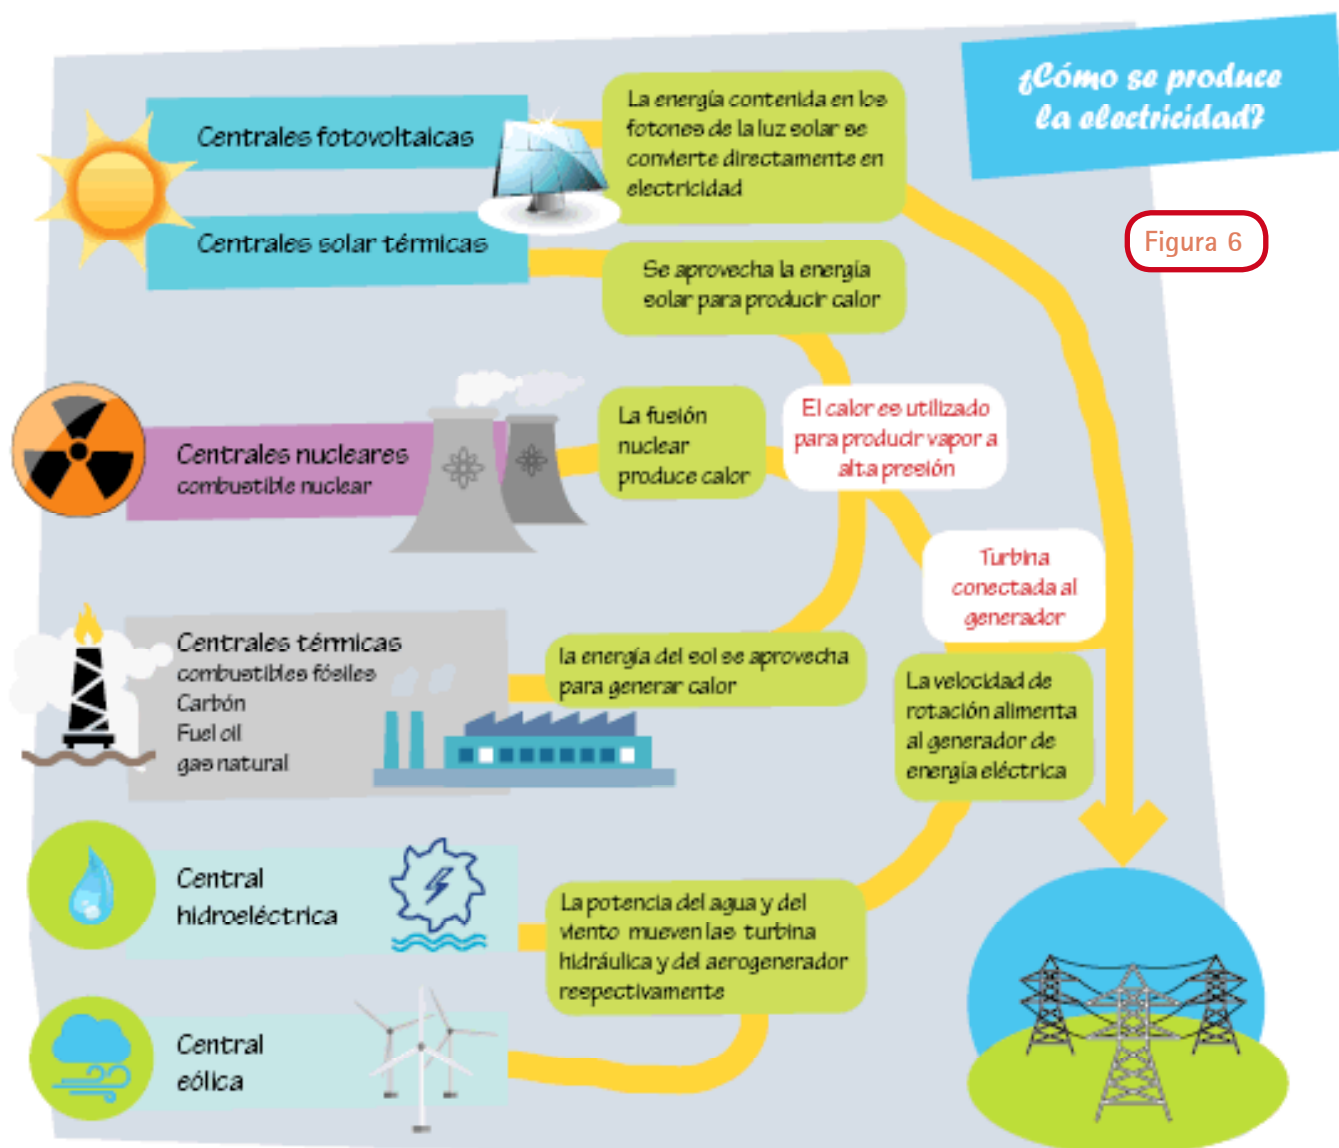 ¿Cómo se produce
la electricidad?
Figura 6
Centrales fotovoltaicas
La energía contenida en los
fotones de la luz solar se
convierte directamente en
electricidad
Centrales solar térmicas
Se aprovecha la energía
solar para producir calor
Centrales nucleares
combustible nuclear
La fusión
nuclear
produce calor
El calor es utilizado
para producir vapor a
alta presión
Turbina
conectada al
generador
Centrales térmicas
combustibles fósiles
Carbón
Fuel oil
gas natural
la energía del sol se aprovecha
para generar calor
La velocidad de
rotación alimenta
al generador de
energía eléctrica
Central
hidroeléctrica
La potencia del agua y del
viento mueven las turbina
hidráulica y del aerogenerador
respectivamente
Central
eólica